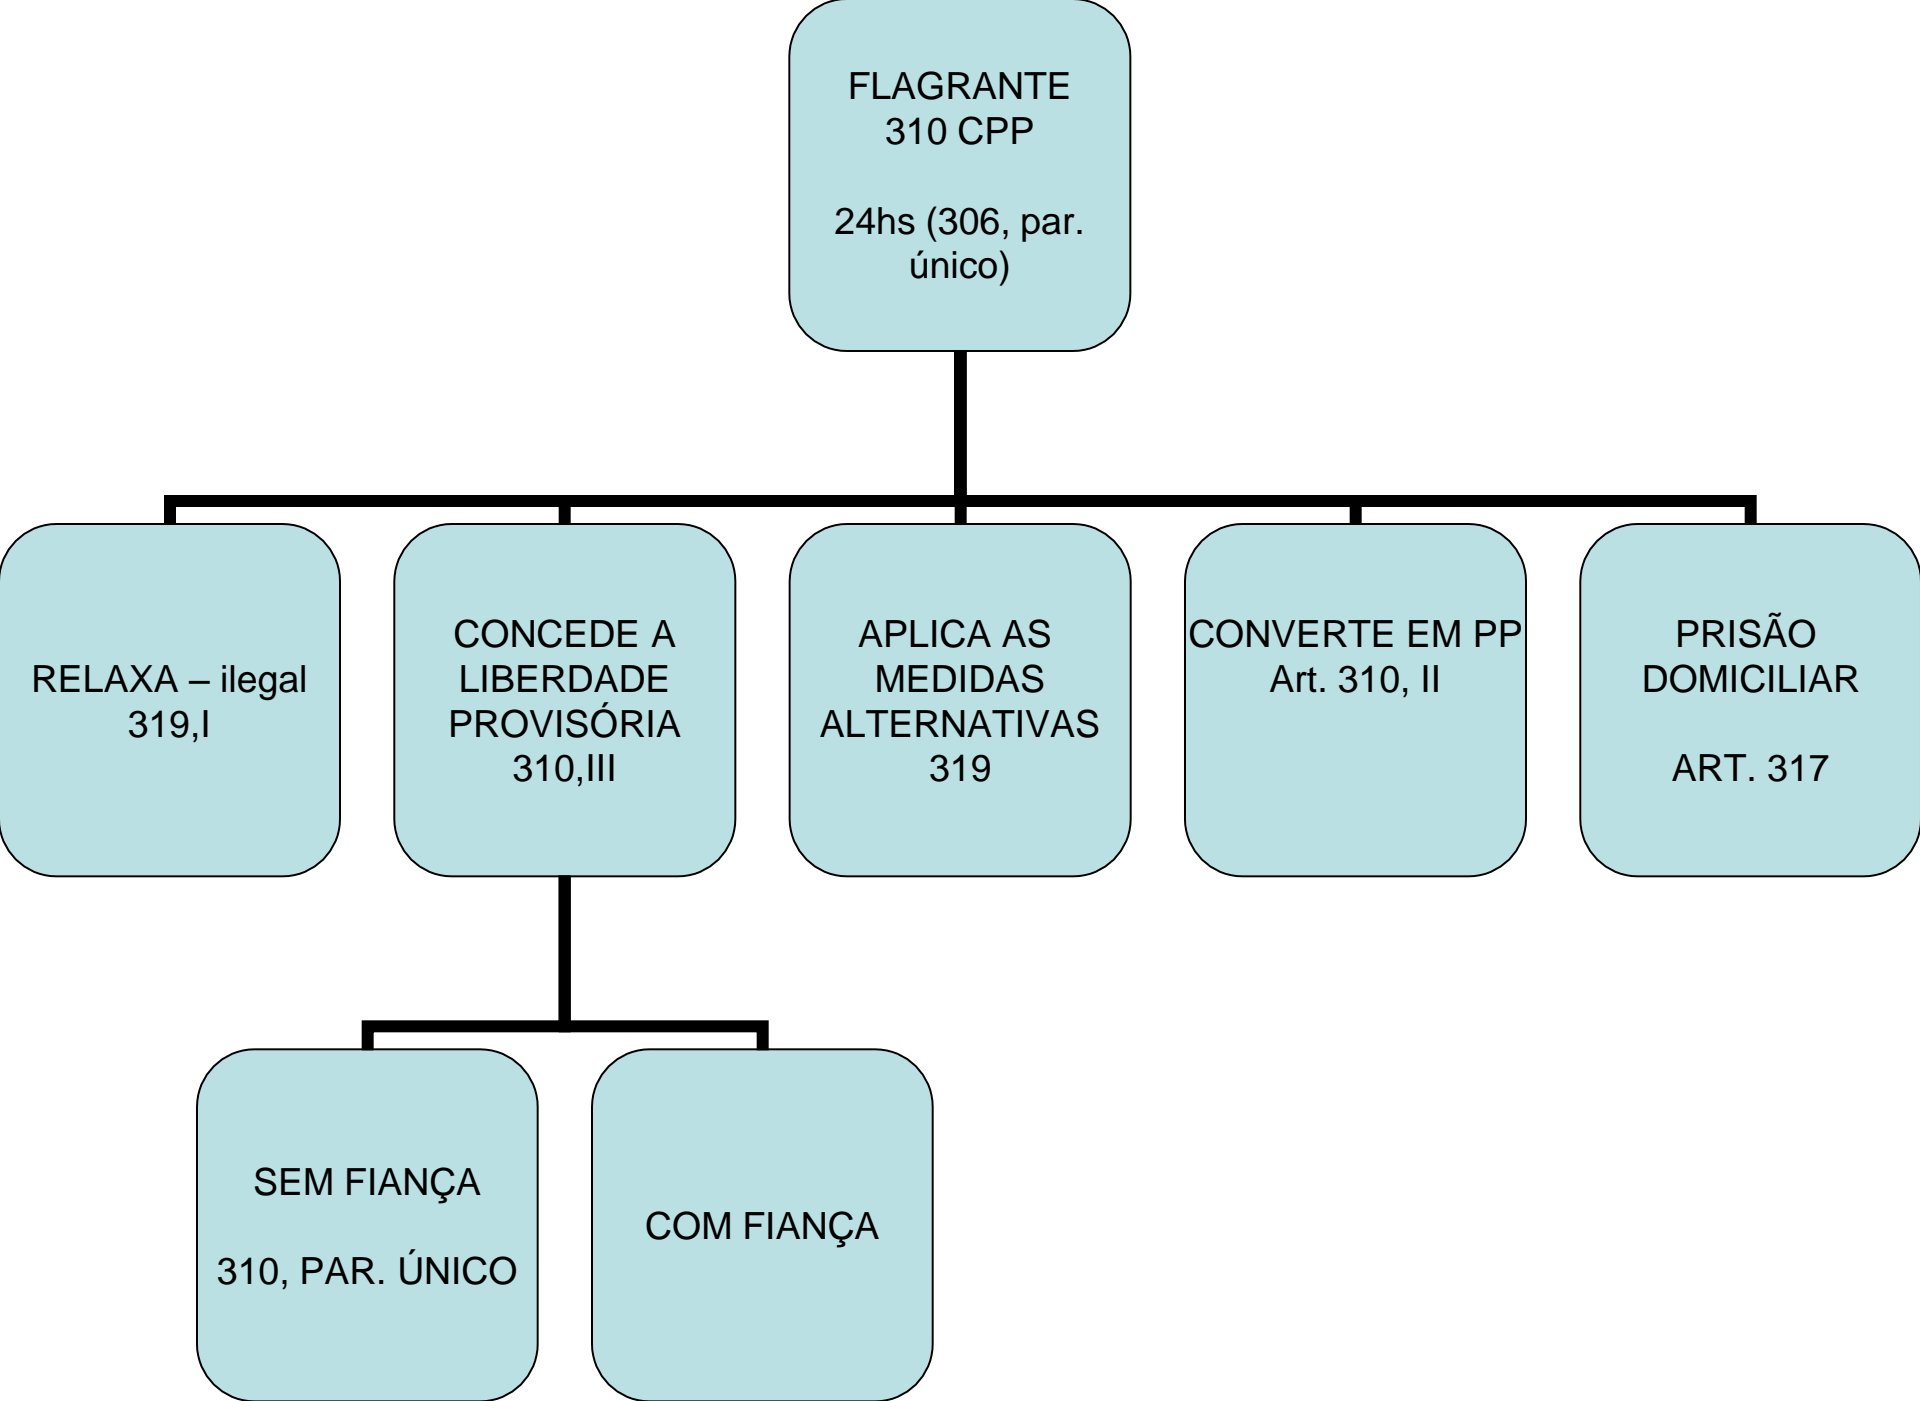 FLAGRANTE
310 CPP
24hs (306, par.
único)
RELAXA – ilegal
319,I
CONCEDE A
LIBERDADE
PROVISÓRIA
310,III
APLICA AS
MEDIDAS
ALTERNATIVAS
319
CONVERTE EM PP
Art. 310, II
PRISÃO
DOMICILIAR
ART. 317
SEM FIANÇA
310, PAR. ÚNICO
COM FIANÇA